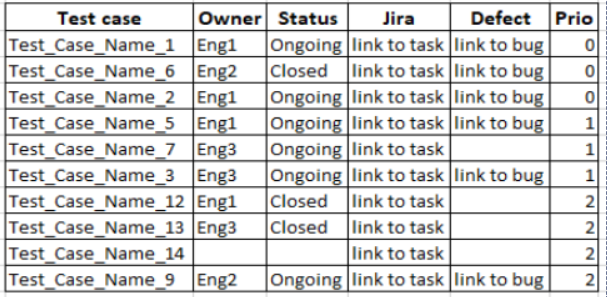 Test case Owner Status Jira Defect Prio
Test_Case_Name_1 Eng1 Ongoing link to task link to bug 0
Test_Case_Name_6 Eng2 Closed link to task link to bug 0
Test_Case_Name_2 Eng1 Ongoing link to task link to bug 0
Test_Case_Name_5 Eng1 Ongoing link to task link to bug 1
Test_Case_Name_7 Eng3 Ongoing link to task 1
Test_Case_Name_3 Eng3 Ongoing link to task link to bug 1
Test_Case_Name_12 Eng1 Closed link to task 2
Test_Case_Name_13 Eng3 Closed link to task 2
Test_Case_Name_14 link to task 2
Test_Case_Name_9 Eng2 Ongoing link to task link to bug 2